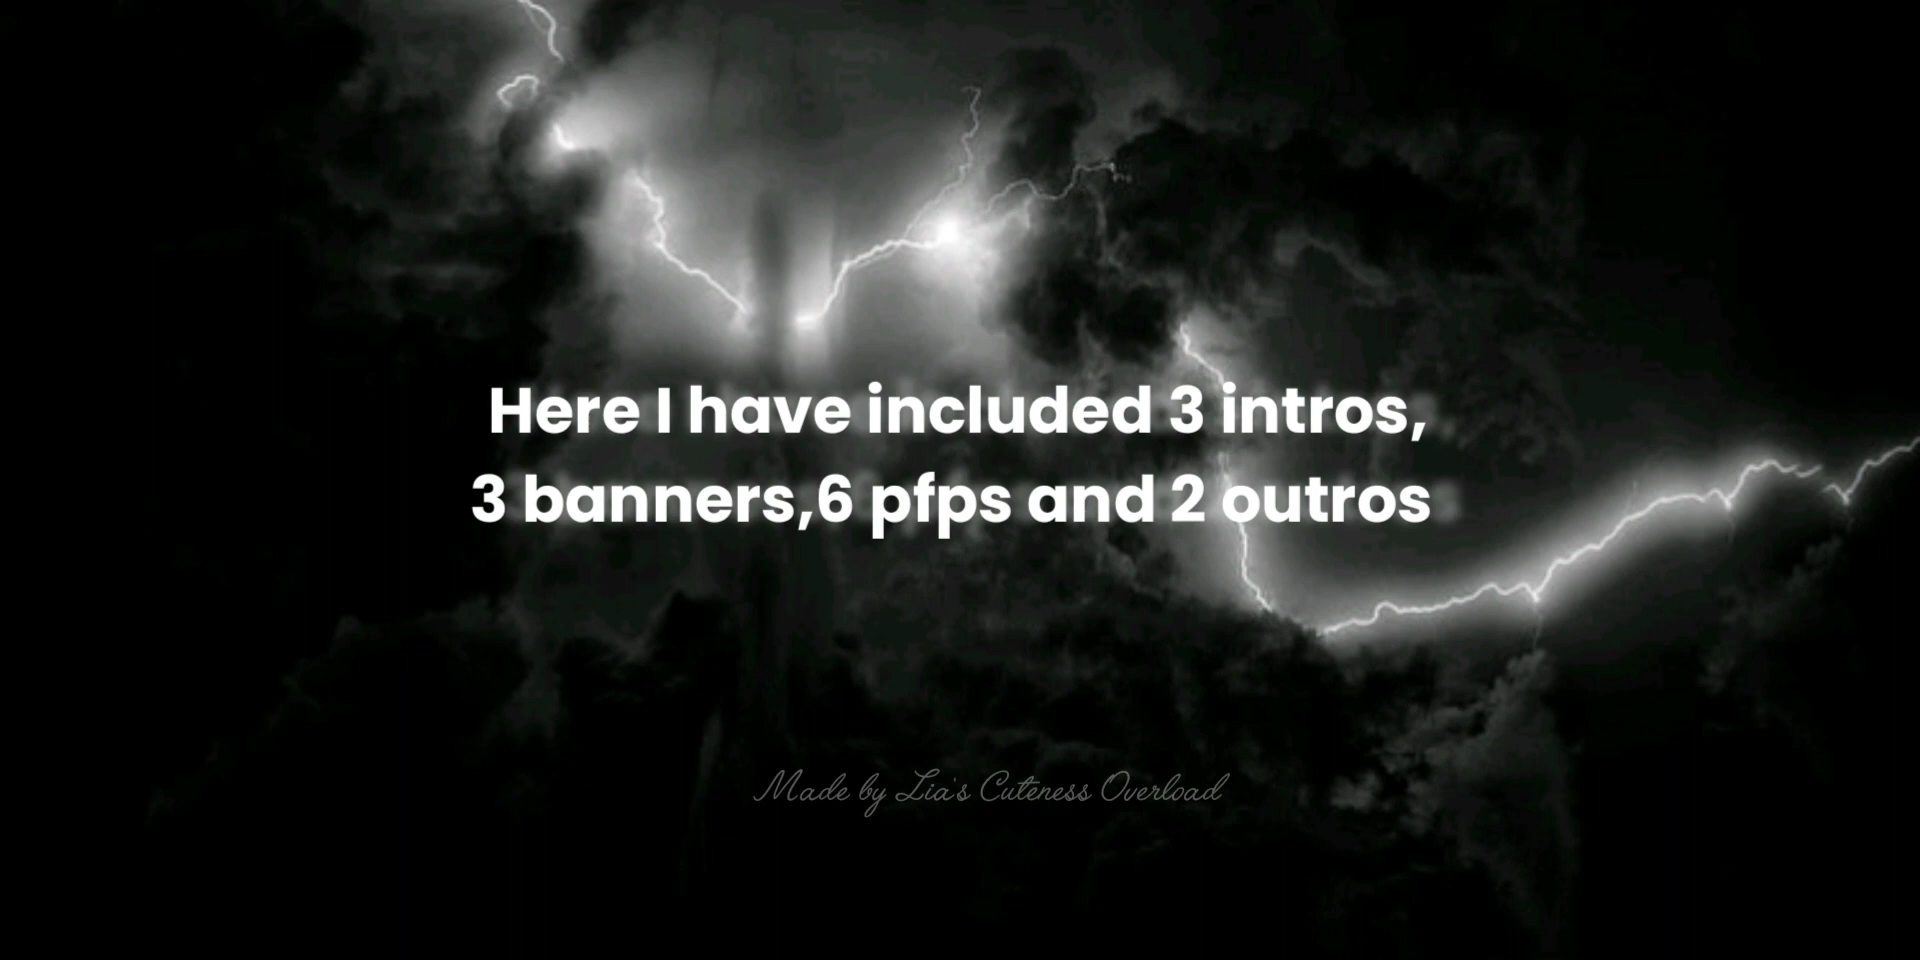 Here I have included 3 intros,
3 banners,6 pfps and 2 outros
Made by Lia's Cuteness Overload